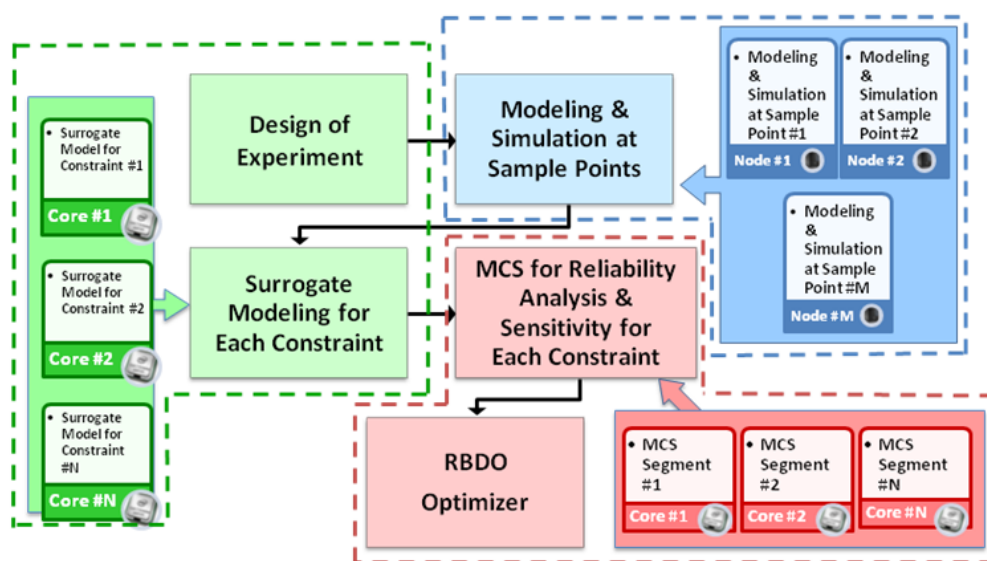 Design of
Experiment
Modeling &
Simulation at
Sample Points
• Modeling
&
Simulation
at Sample
Point #1
Node #1
• Modeling
&
Simulation
at Sample
Point #2
Node #2
• Modeling
&
Simulation
at Sample
Point #M
Node #M
• Surrogate
Model for
Constraint #1
Core #1
• Surrogate
Model for
Constraint #2
Core #2
• Surrogate
Model for
Constraint
#N
Core #N
Surrogate
Modeling for
Each Constraint
MCS for Reliability
Analysis &
Sensitivity for
Each Constraint
RBDO
Optimizer
• MCS
Segment
#1
Core #1
• MCS
Segment
#2
Core #2
• MCS
Segment
#N
Core #N